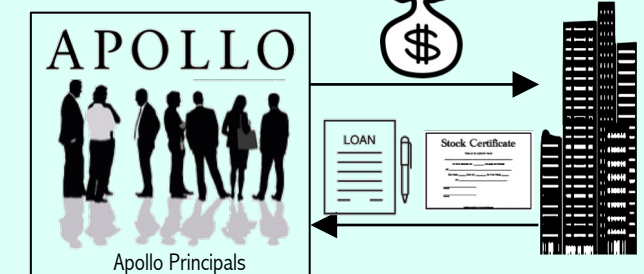 APOLLO
$
LOAN
Stock Certificate
Apollo Principals